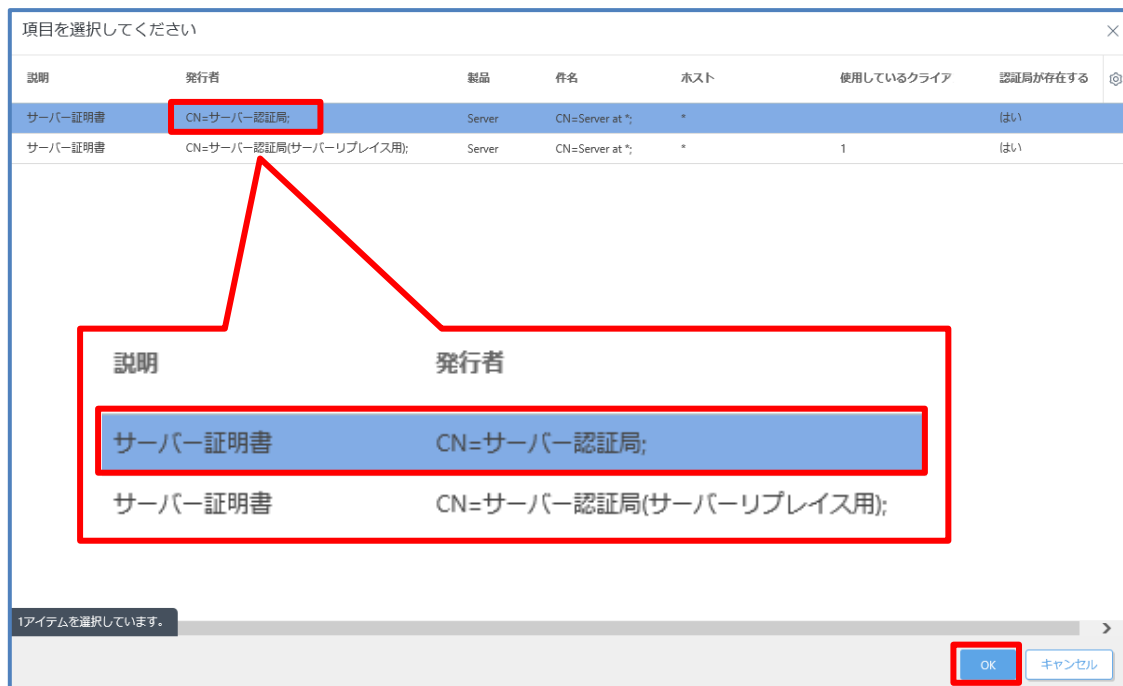 項目を選択してください
説明 発行者 製品 件名 ホスト 使用しているクライア 認証局が存在する
サーバー証明書 CN=サーバー認証局; Server CN=Server at *; * はい
サーバー証明書 CN=サーバー認証局(サーバーリプレイス用); Server CN=Server at *; * 1 はい
説明 発行者
サーバー証明書 CN=サーバー認証局;
サーバー証明書 CN=サーバー認証局(サーバーリプレイス用);
1アイテムを選択しています。
OK キャンセル